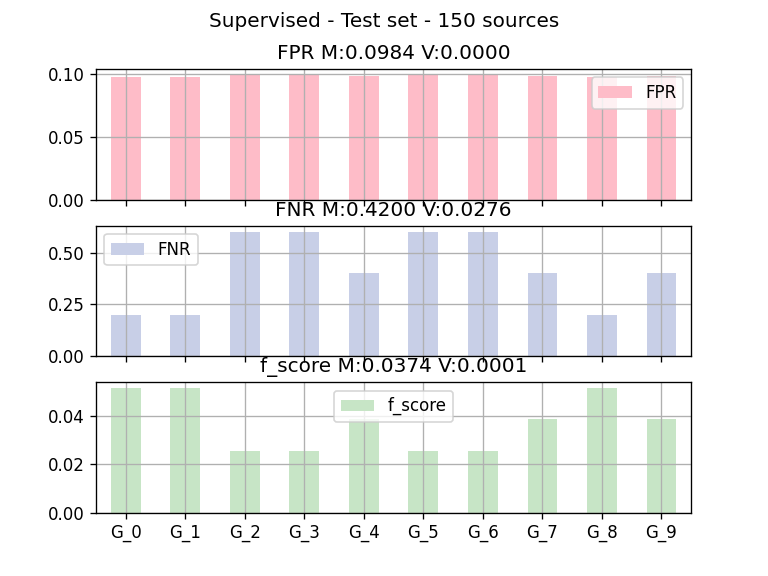 Supervised - Test set - 150 sources
FPR M:0.0984 V:0.0000
0.10
0.05
0.00
FPR
FNR M:0.4200 V:0.0276
0.50
0.25
0.00
FNR
f_score M:0.0374 V:0.0001
0.04
0.02
0.00
f_score
G_0 G_1 G_2 G_3 G_4 G_5 G_6 G_7 G_8 G_9